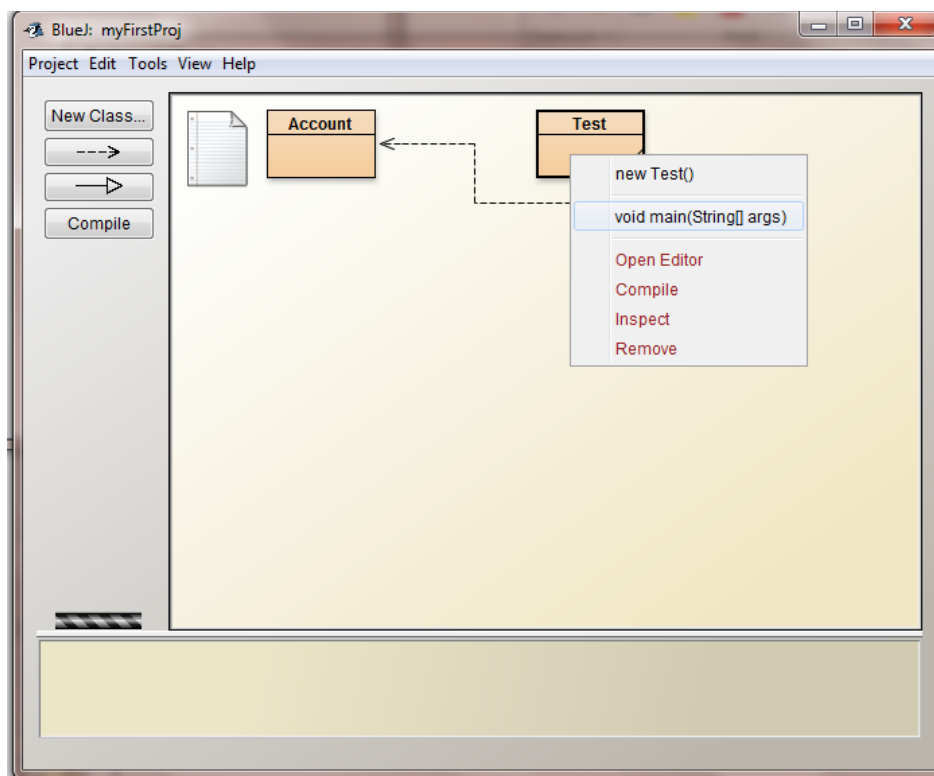 BlueJ: myFirstProj
Project Edit Tools View Help
New Class...
Compile
Account
Test
new Test()
void main(String[] args)
Open Editor
Compile
Inspect
Remove